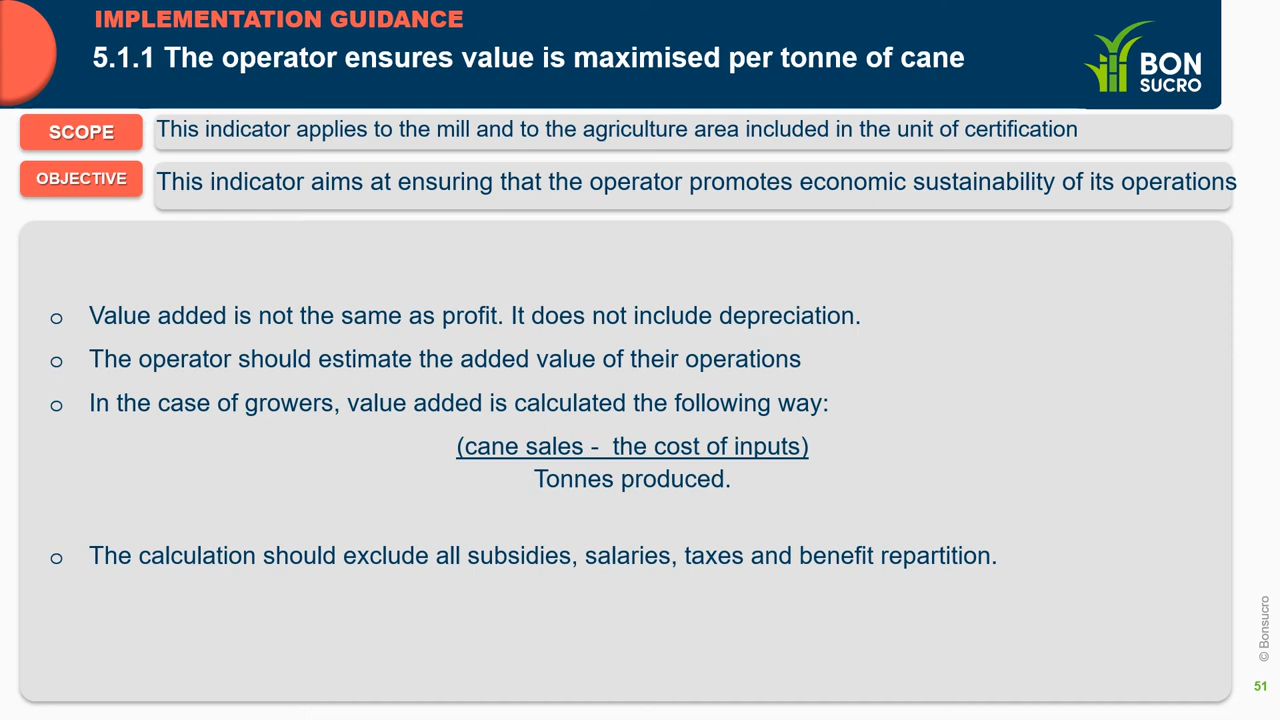 IMPLEMENTATION GUIDANCE
5.1.1 The operator ensures value is maximised per tonne of cane
BON
SUCRO
SCOPE
This indicator applies to the mill and to the agriculture area included in the unit of certification
OBJECTIVE
This indicator aims at ensuring that the operator promotes economic sustainability of its operations
o Value added is not the same as profit. It does not include depreciation.
o The operator should estimate the added value of their operations
o In the case of growers, value added is calculated the following way:
(cane sales - the cost of inputs)
Tonnes produced.
o The calculation should exclude all subsidies, salaries, taxes and benefit repartition.
© Bonsucro
51